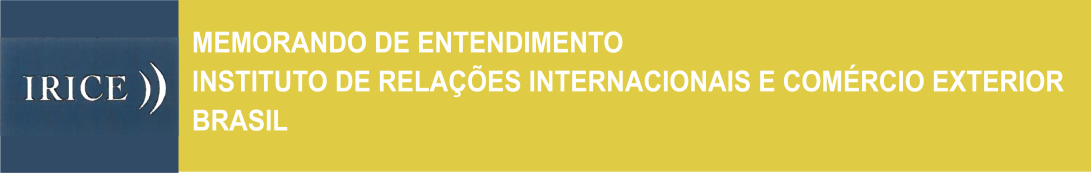 IRICE ))
MEMORANDO DE ENTENDIMENTO
INSTITUTO DE RELAÇÕES INTERNACIONAIS E COMÉRCIO EXTERIOR
BRASIL